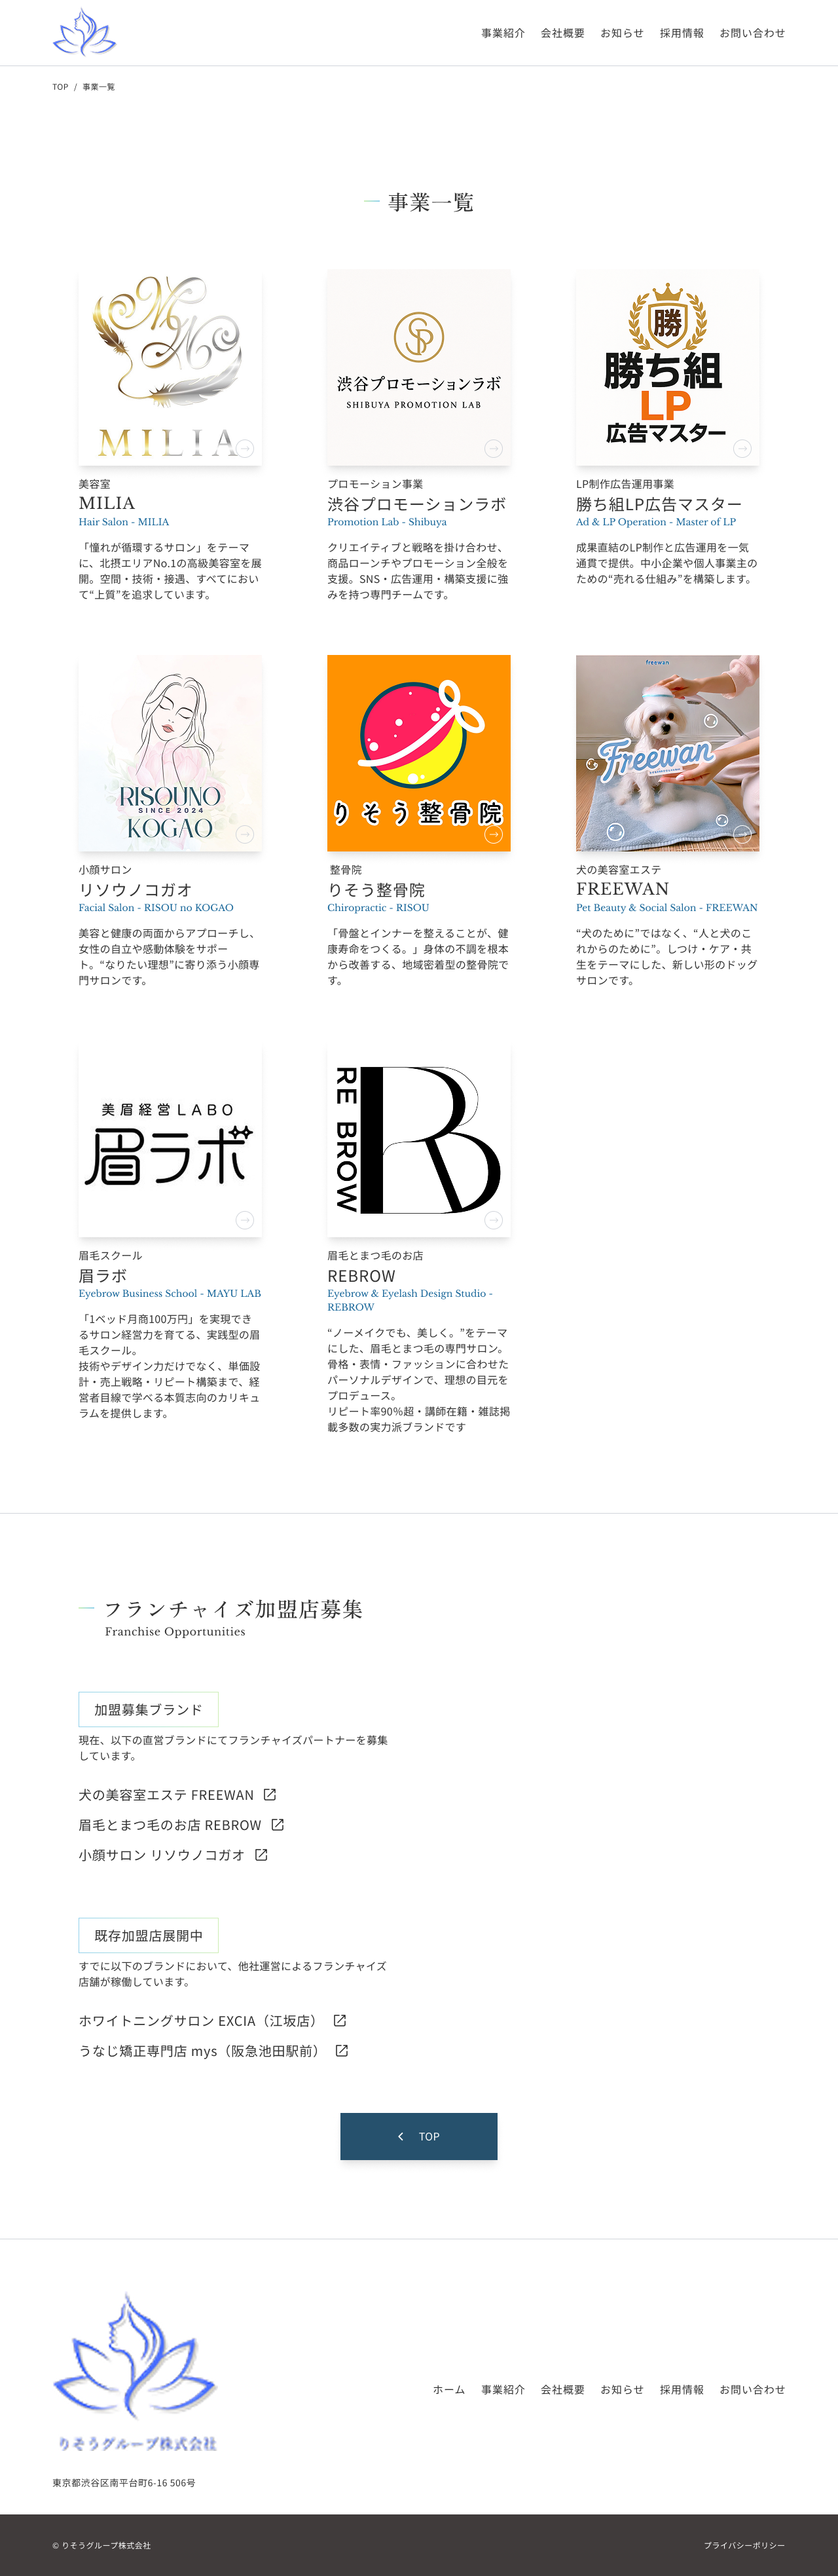 事業紹介 会社概要 お知らせ 採用情報 お問い合わせ
TOP / 事業一覧
事業一覧
MILIA
美容室
MILIA
Hair Salon - MILIA
「憧れが循環するサロン」をテーマ
に、北摂エリアNo.1の高級美容室を展
開。空間・技術・接遇、すべてにおい
て“上質”を追求しています。
渋谷プロモーションラボ
SHIBUYA PROMOTION LAB
プロモーション事業
渋谷プロモーションラボ
Promotion Lab - Shibuya
クリエイティブと戦略を掛け合わせ、
商品ローンチやプロモーション全般を
支援。SNS・広告運用・構築支援に強
みを持つ専門チームです。
勝
勝ち組
LP
広告マスター
LP制作広告運用事業
勝ち組LP広告マスター
Ad & LP Operation - Master of LP
成果直結のLP制作と広告運用を一気
通貫で提供。中小企業や個人事業主の
ための“売れる仕組み”を構築します。
RISOUNO
SINCE 2024
KOGAO
小顔サロン
リソウノコガオ
Facial Salon - RISOU no KOGAO
美容と健康の両面からアプローチし、
女性の自立や感動体験をサポー
ト。“なりたい理想”に寄り添う小顔専
門サロンです。
りそう整骨院
整骨院
りそう整骨院
Chiropractic - RISOU
「骨盤とインナーを整えることが、健
康寿命をつくる。」身体の不調を根本
から改善する、地域密着型の整骨院で
す。
freewan
Freewan
犬の美容室エステ
FREEWAN
Pet Beauty & Social Salon - FREEWAN
“犬のために”ではなく、“人と犬のこ
れからのために”。しつけ・ケア・共
生をテーマにした、新しい形のドッグ
サロンです。
美眉経営LABO
眉ラボ
眉毛スクール
眉ラボ
Eyebrow Business School - MAYU LAB
「1ベッド月商100万円」を実現でき
るサロン経営力を育てる、実践型の眉
毛スクール。
技術やデザイン力だけでなく、単価設
計・売上戦略・リピート構築まで、経
営者目線で学べる本質志向のカリキュ
ラムを提供します。
RE BROW
眉毛とまつ毛のお店
REBROW
Eyebrow & Eyelash Design Studio -
REBROW
“ノーメイクでも、美しく。”をテーマ
にした、眉毛とまつ毛の専門サロン。
骨格・表情・ファッションに合わせた
パーソナルデザインで、理想の目元を
プロデュース。
リピート率90%超・講師在籍・雑誌掲
載多数の実力派ブランドです
フランチャイズ加盟店募集
Franchise Opportunities
加盟募集ブランド
現在、以下の直営ブランドにてフランチャイズパートナーを募集
しています。
犬の美容室エステ FREEWAN
眉毛とまつ毛のお店 REBROW
小顔サロン リソウノコガオ
既存加盟店展開中
すでに以下のブランドにおいて、他社運営によるフランチャイズ
店舗が稼働しています。
ホワイトニングサロン EXCIA（江坂店）
うなじ矯正専門店 mys（阪急池田駅前）
TOP
りそうグループ株式会社
ホーム 事業紹介 会社概要 お知らせ 採用情報 お問い合わせ
東京都渋谷区南平台町6-16 506号
© りそうグループ株式会社
プライバシーポリシー